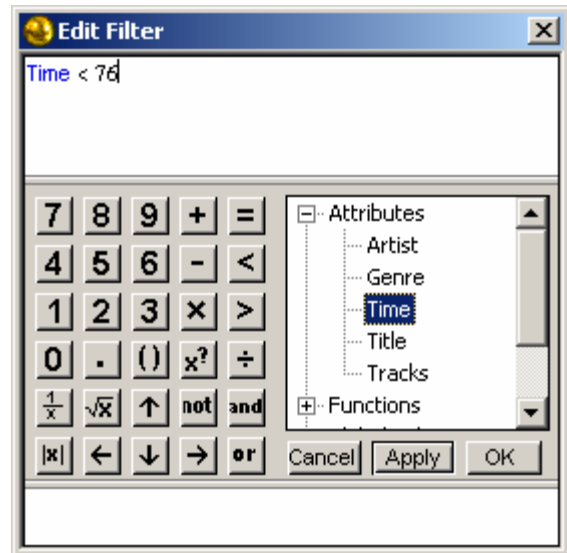 Edit Filter
Time < 76
7 8 9 + =
4 5 6 - <
1 2 3 × >
0 . () x? ÷
1/x √x ↑ not and
|x| ← ↓ → or
Attributes
Artist
Genre
Time
Title
Tracks
Functions
Cancel Apply OK